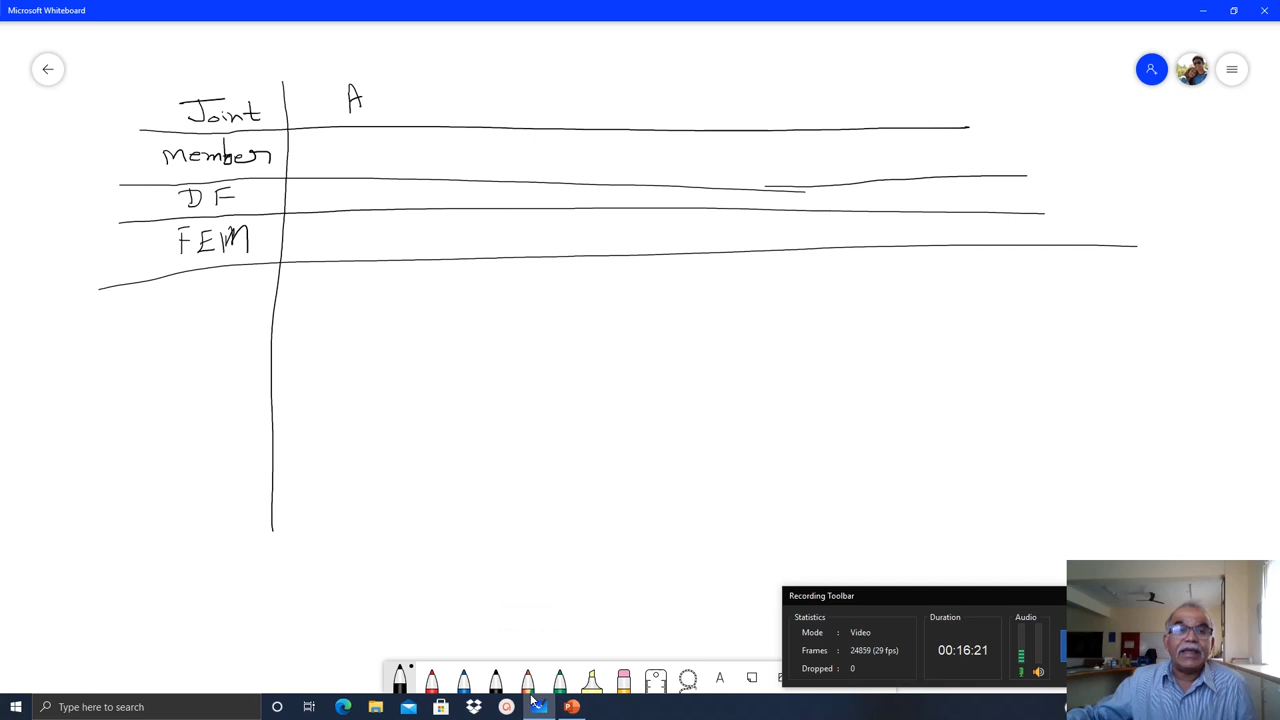 Microsoft Whiteboard
Joint A
Member
DF
FEM
Recording Toolbar
Statistics Duration Audio
Mode : Video
Frames : 24859 (29 fps) 00:16:21
Dropped : 0
A
Type here to search